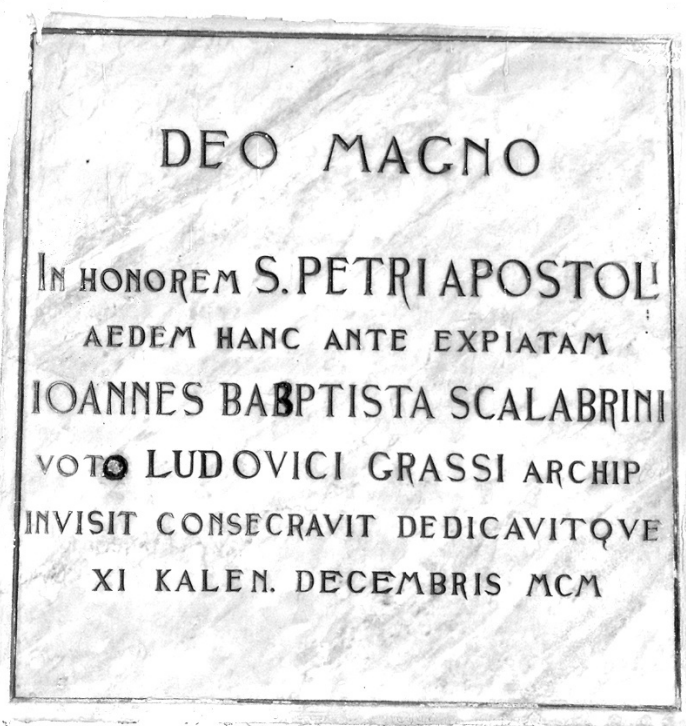 DEO MAGNO
IN HONOREM S. PETRI APOSTOLI
AEDEM HANC ANTE EXPIATAM
IOANNES BABPTISTA SCALABRINI
VOTO LUDOVICI GRASSI ARCHIP
INVISIT CONSECRAVIT DEDICAVITQVE
XI KALEN. DECEMBRIS MCM